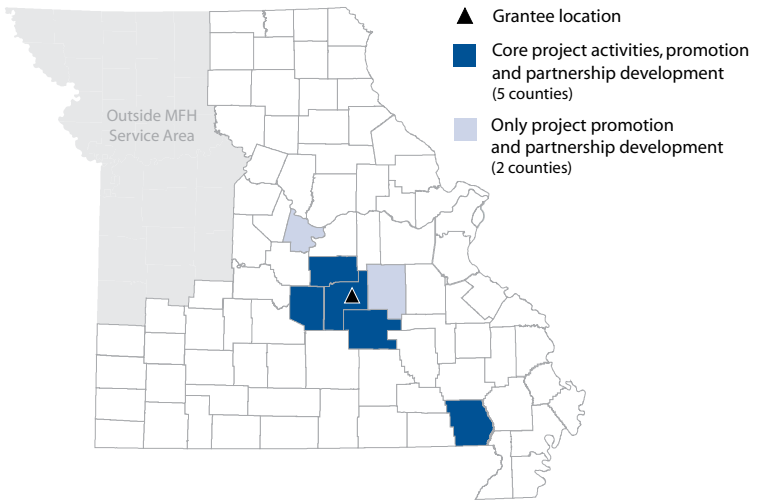 Grantee location
Core project activities, promotion
and partnership development
(5 counties)
Only project promotion
and partnership development
(2 counties)
Outside MFH
Service Area